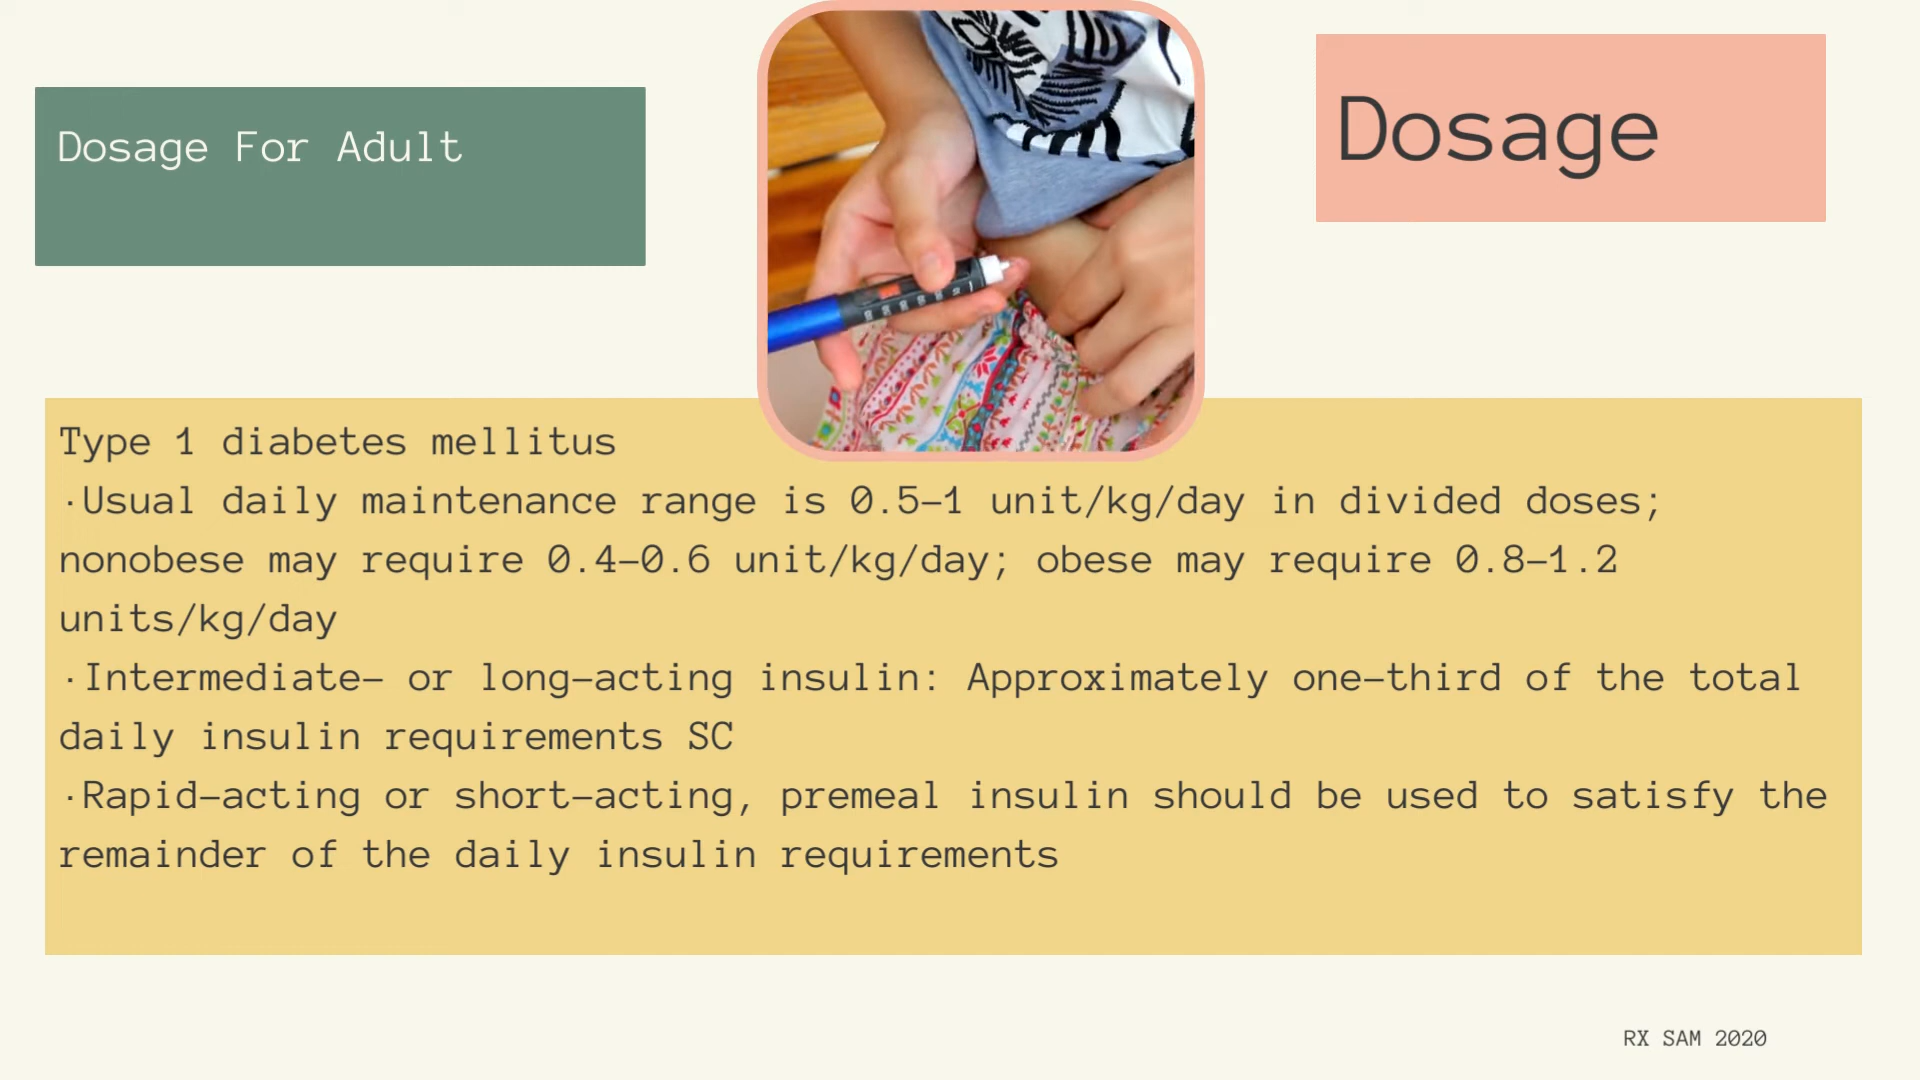 Dosage For Adult
Dosage
Type 1 diabetes mellitus
·Usual daily maintenance range is 0.5-1 unit/kg/day in divided doses;
nonobese may require 0.4-0.6 unit/kg/day; obese may require 0.8-1.2
units/kg/day
·Intermediate- or long-acting insulin: Approximately one-third of the total
daily insulin requirements SC
·Rapid-acting or short-acting, premeal insulin should be used to satisfy the
remainder of the daily insulin requirements
RX SAM 2020